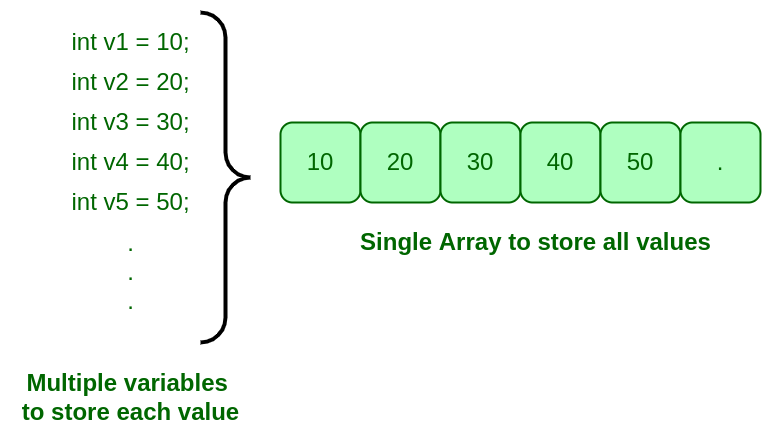 int v1 = 10;
int v2 = 20;
int v3 = 30;
int v4 = 40;
int v5 = 50;
.
.
.
Multiple variables
to store each value
10 20 30 40 50 .
Single Array to store all values